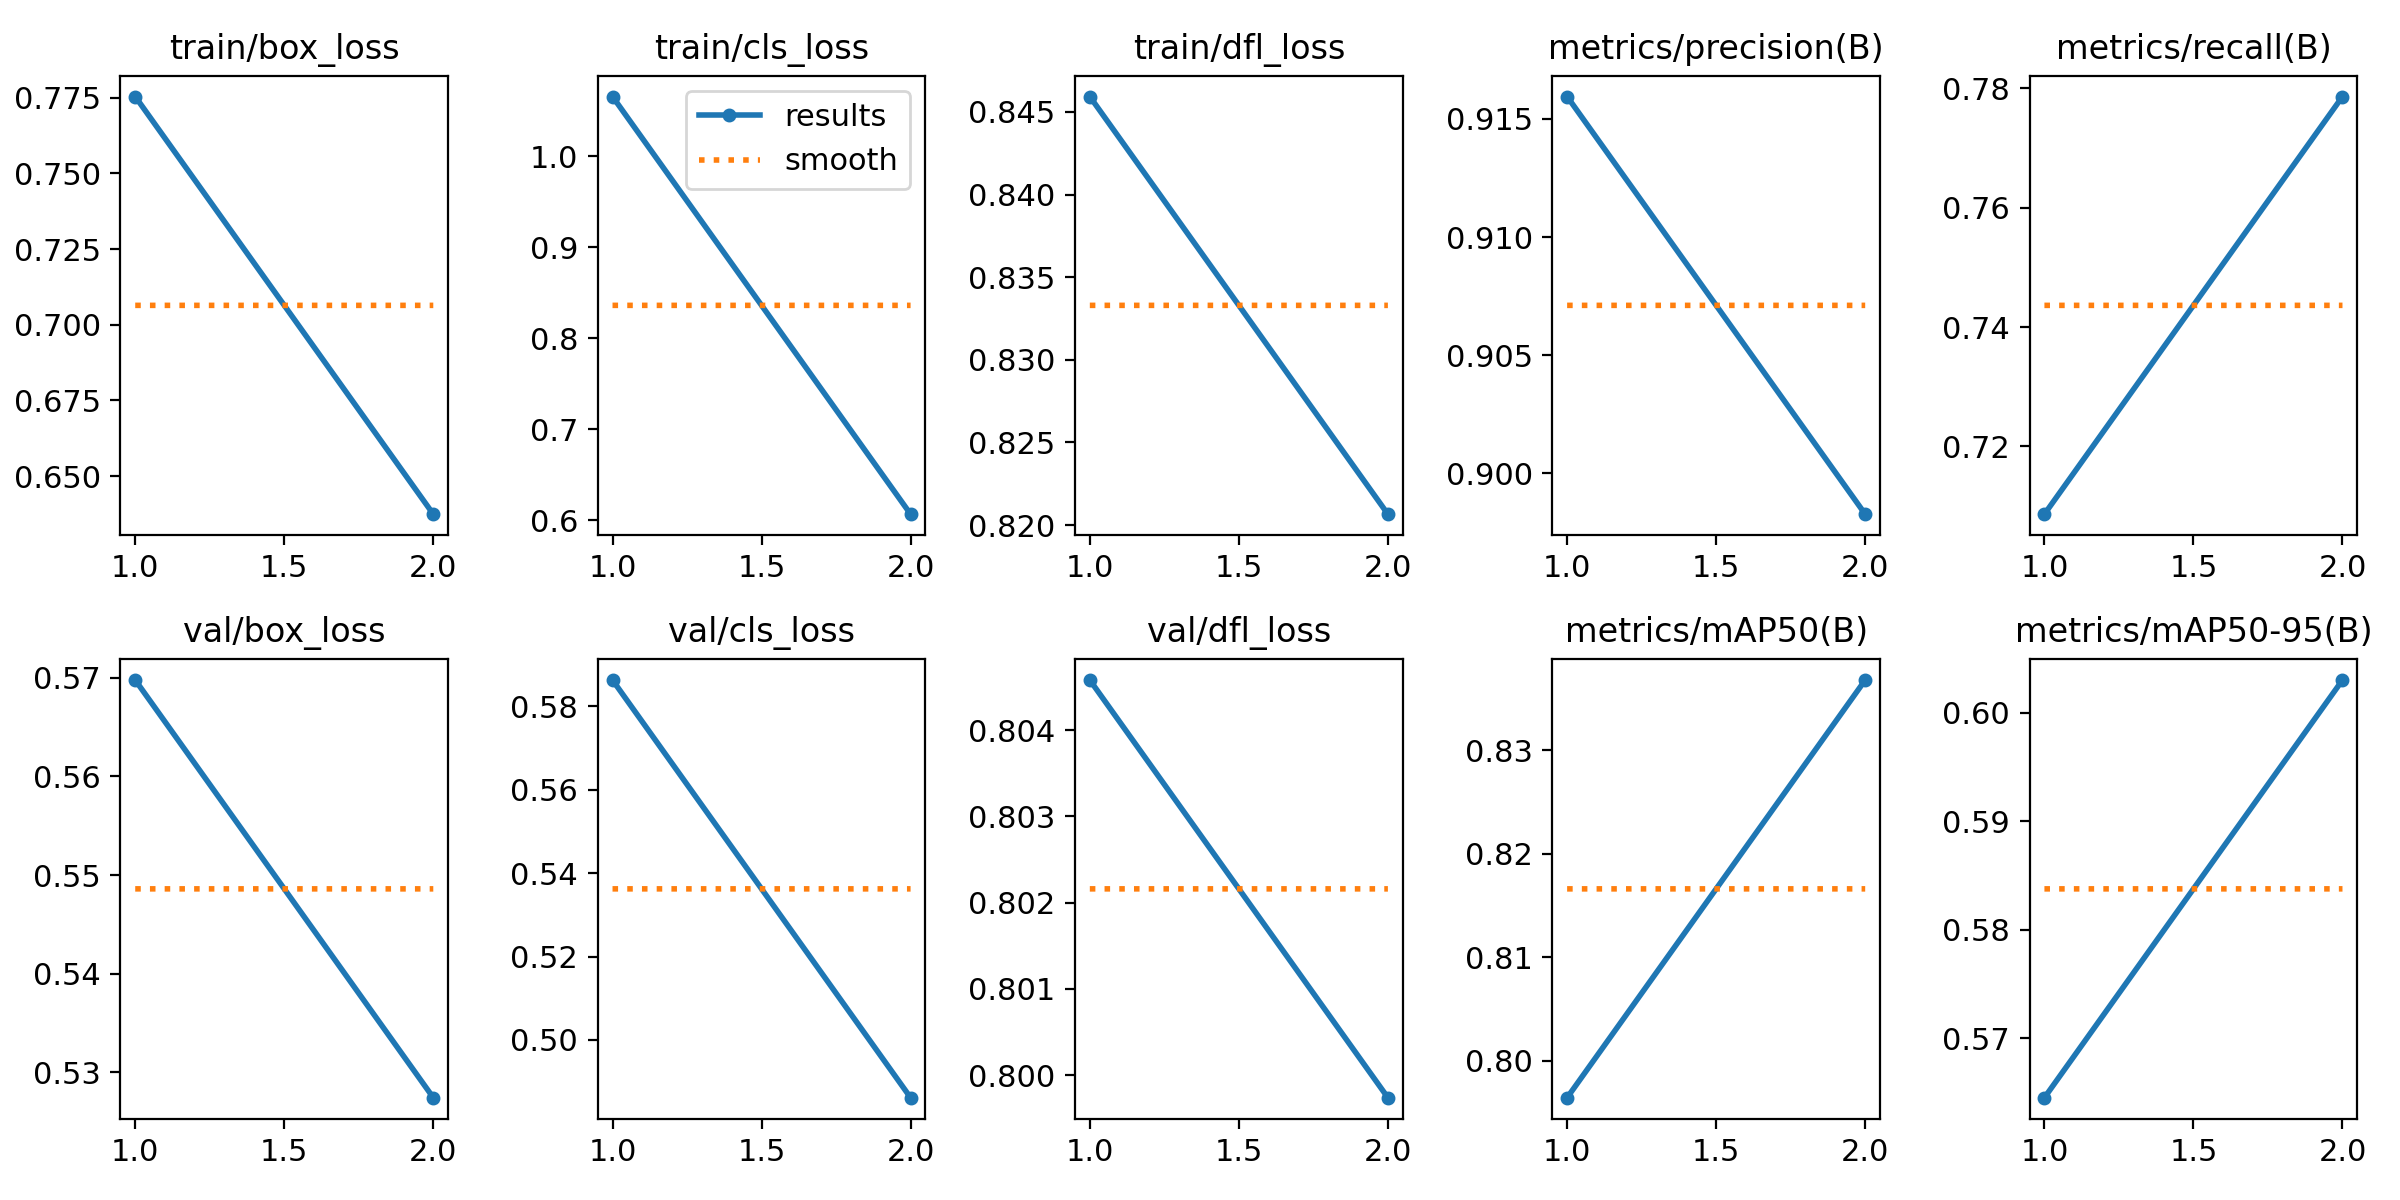 train/box_loss
0.775
0.750
0.725
0.700
0.675
0.650
1.0 1.5 2.0
train/cls_loss
results
smooth
1.0
0.9
0.8
0.7
0.6
1.0 1.5 2.0
train/dfl_loss
0.845
0.840
0.835
0.830
0.825
0.820
1.0 1.5 2.0
metrics/precision(B)
0.915
0.910
0.905
0.900
1.0 1.5 2.0
metrics/recall(B)
0.78
0.76
0.74
0.72
1.0 1.5 2.0
val/box_loss
0.57
0.56
0.55
0.54
0.53
1.0 1.5 2.0
val/cls_loss
0.58
0.56
0.54
0.52
0.50
1.0 1.5 2.0
val/dfl_loss
0.804
0.803
0.802
0.801
0.800
1.0 1.5 2.0
metrics/mAP50(B)
0.83
0.82
0.81
0.80
1.0 1.5 2.0
metrics/mAP50-95(B)
0.60
0.59
0.58
0.57
1.0 1.5 2.0